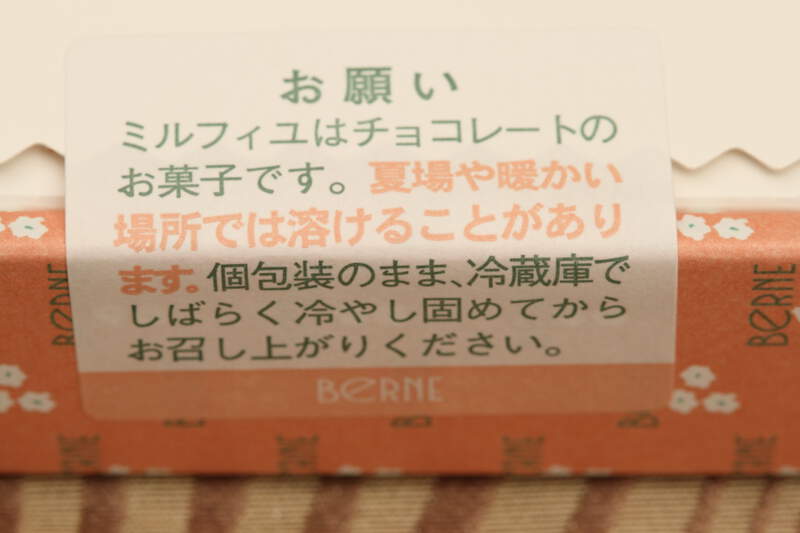 お願い
ミルフィユはチョコレートの
お菓子です。夏場や暖かい
場所では溶けることがあり
ます。個包装のまま、冷蔵庫で
しばらく冷やし固めてから
お召し上がりください。
BERNE
BERNE
BERNE